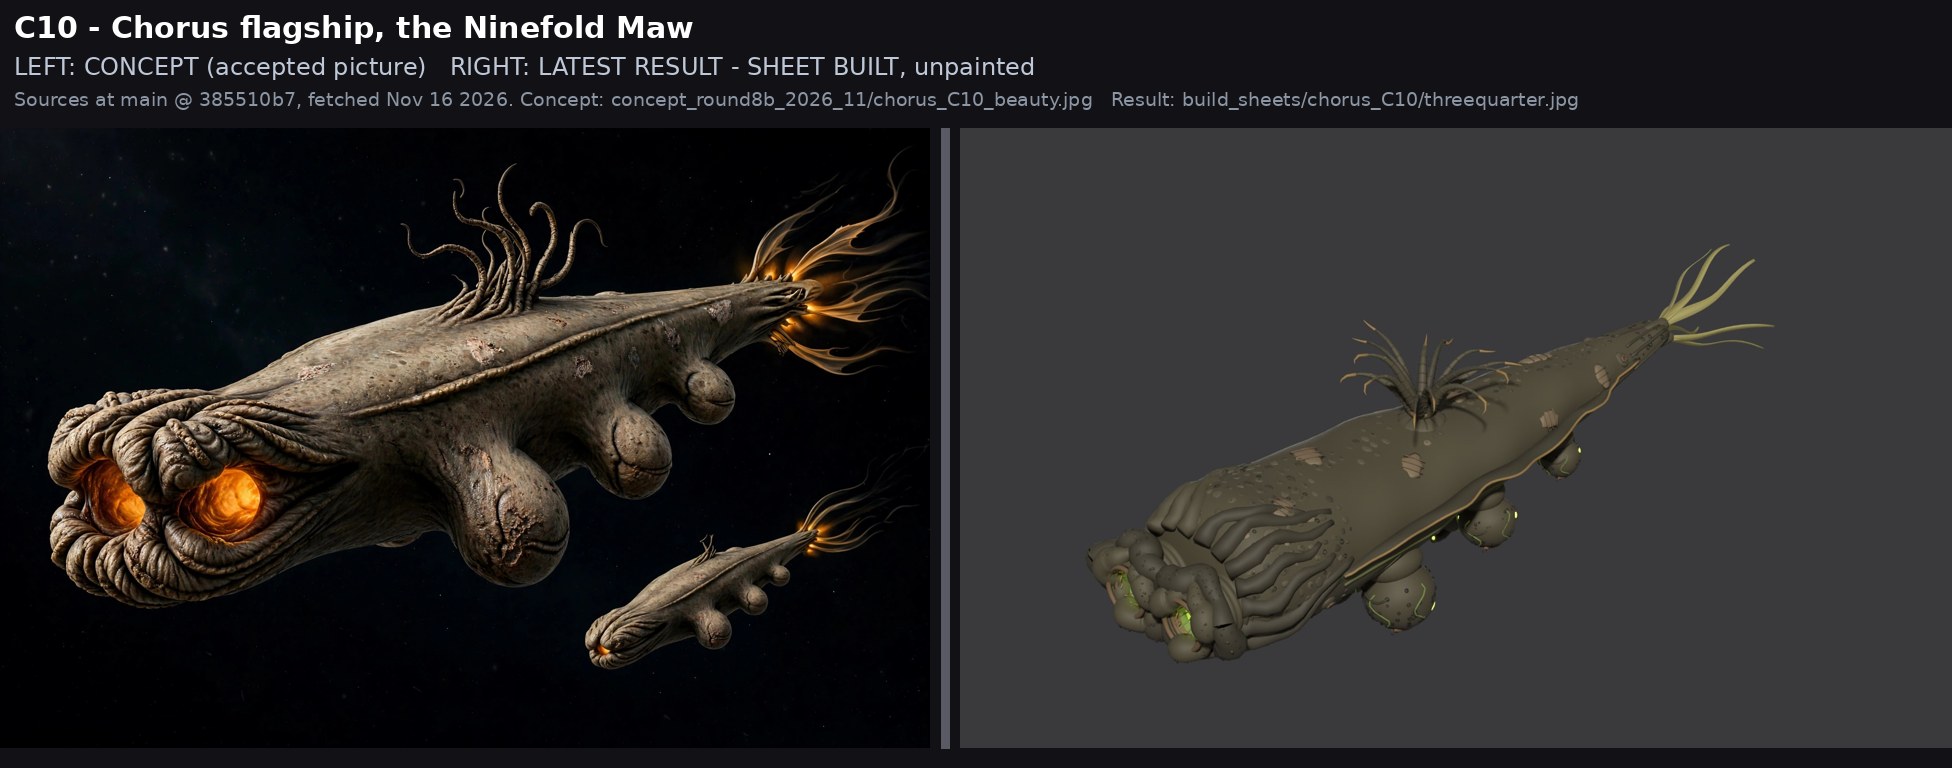 C10 - Chorus flagship, the Ninefold Maw
LEFT: CONCEPT (accepted picture)   RIGHT: LATEST RESULT - SHEET BUILT, unpainted
Sources at main @ 385510b7, fetched Nov 16 2026. Concept: concept_round8b_2026_11/chorus_C10_beauty.jpg   Result: build_sheets/chorus_C10/threequarter.jpg